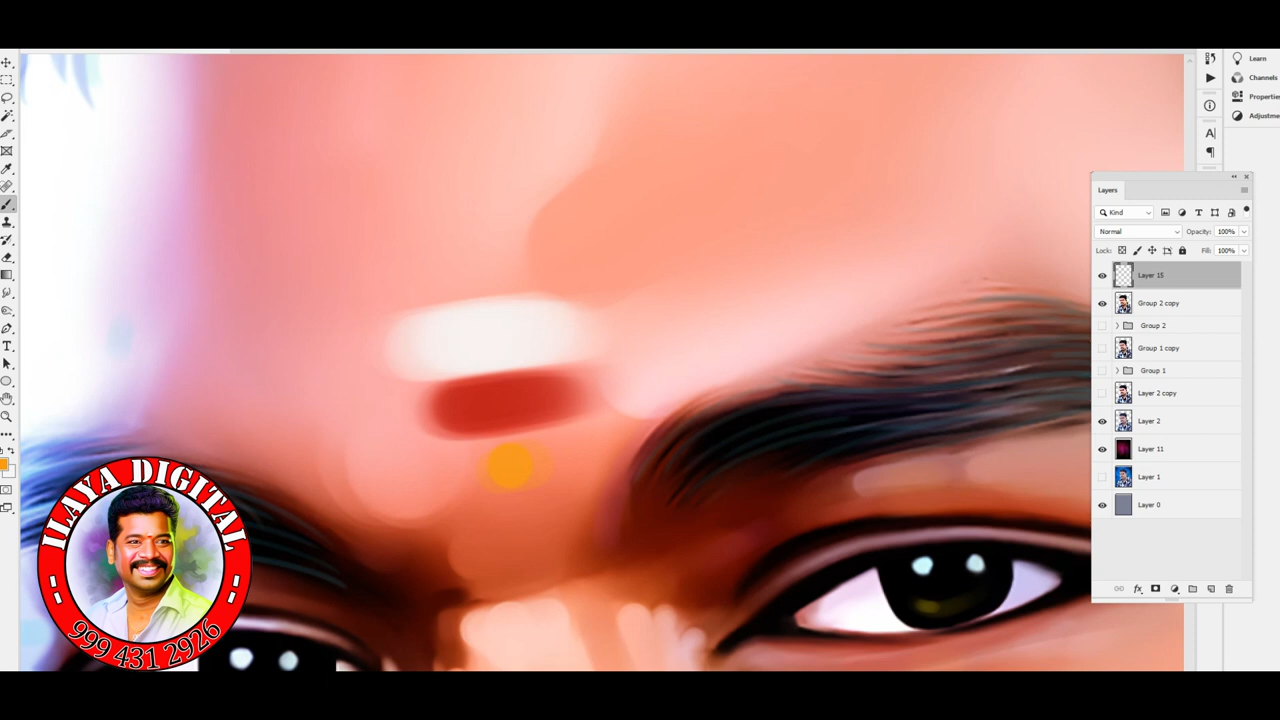 Learn
Channels
Properties
Adjustme
Layers
Kind
Normal
Opacity: 100%
Lock:
Fill: 100%
Layer 15
Group 2 copy
Group 2
Group 1 copy
Group 1
Layer 2 copy
Layer 2
Layer 11
Layer 1
Layer 0
fx
ILAYA DIGITAL
999 431 2926